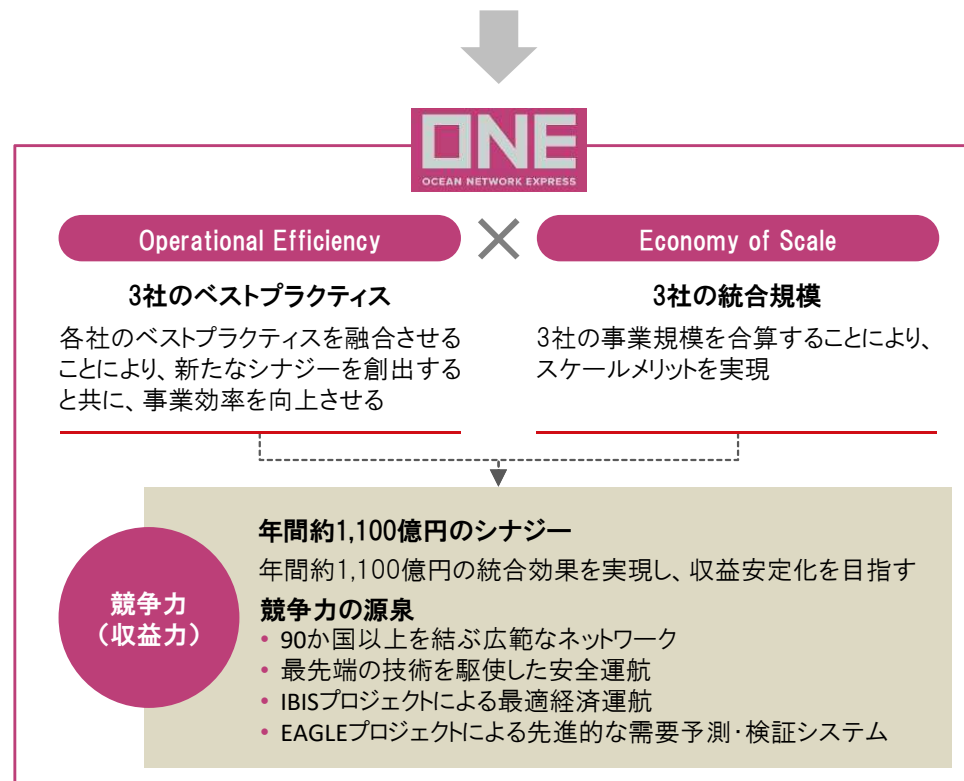 ONE
OCEAN NETWORK EXPRESS
Operational Efficiency
Economy of Scale
3社のベストプラクティス
各社のベストプラクティスを融合させる
ことにより、新たなシナジーを創出する
と共に、事業効率を向上させる
3社の統合規模
3社の事業規模を合算することにより、
スケールメリットを実現
競争力
（収益力）
年間約1,100億円のシナジー
年間約1,100億円の統合効果を実現し、収益安定化を目指す
競争力の源泉
• 90か国以上を結ぶ広範なネットワーク
• 最先端の技術を駆使した安全運航
• IBISプロジェクトによる最適経済運航
• EAGLEプロジェクトによる先進的な需要予測・検証システム